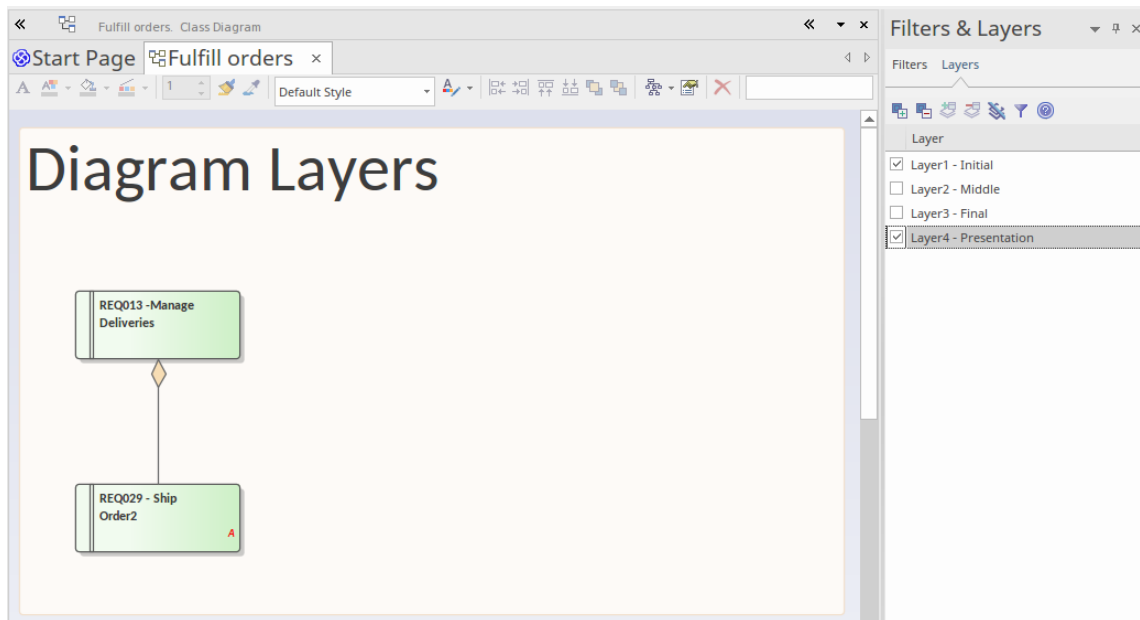 Fulfill orders. Class Diagram
Start Page
Fulfill orders
1
Default Style
Diagram Layers
REQ013 -Manage
Deliveries
REQ029 - Ship
Order2
A
Filters & Layers
Filters Layers
Layer
Layer1 - Initial
Layer2 - Middle
Layer3 - Final
Layer4 - Presentation